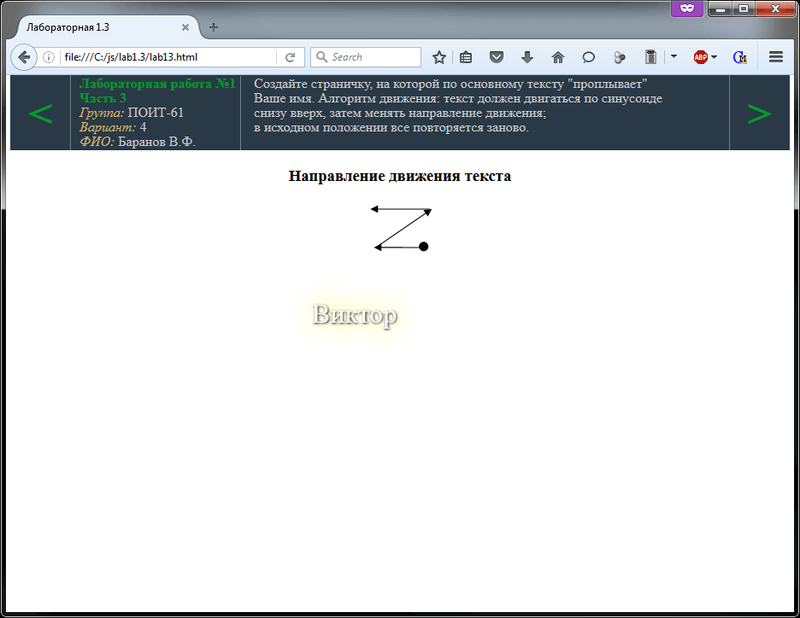 Лабораторная 1.3
file:///C:/js/lab1.3/lab13.html
Search
ABP
<
Лабораторная работа №1
Часть 3
Группа: ПОИТ-61
Вариант: 4
ФИО: Баранов В.Ф.
Создайте страничку, на которой по основному тексту "проплывает"
Ваше имя. Алгоритм движения: текст должен двигаться по синусоиде
снизу вверх, затем менять направление движения;
в исходном положении все повторяется заново.
>
Направление движения текста
Виктор